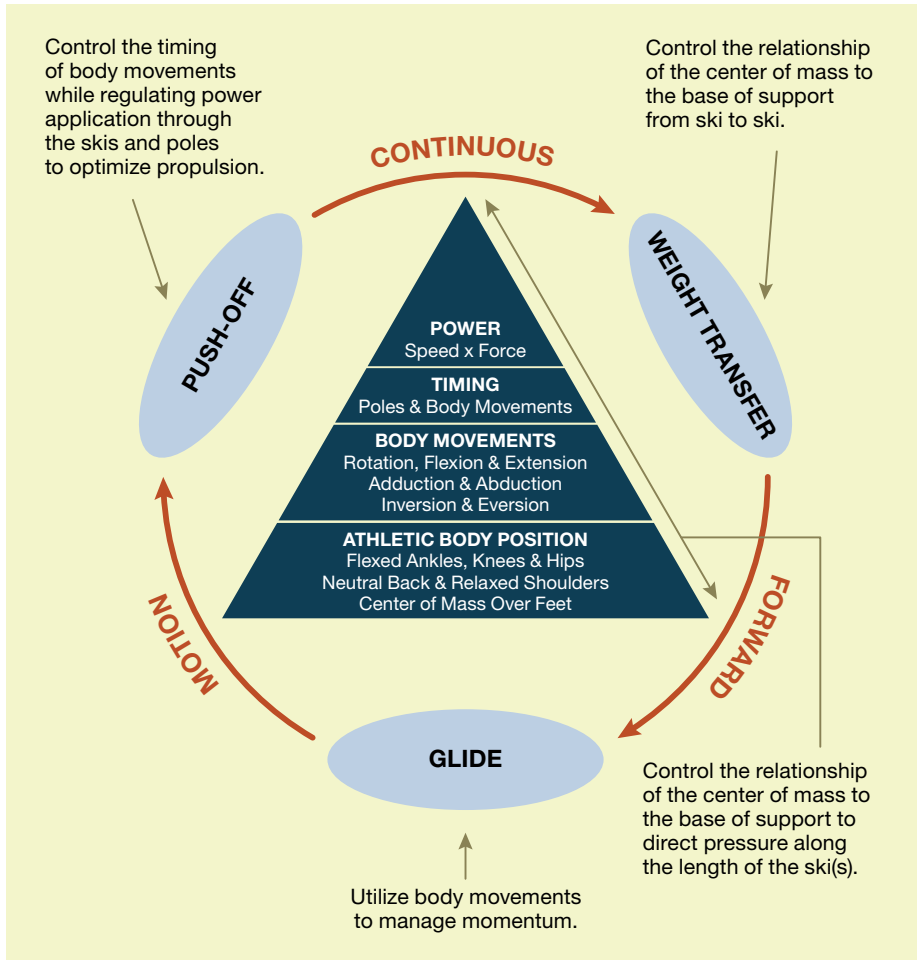 Control the timing
of body movements
while regulating power
application through
the skis and poles
to optimize propulsion.
Control the relationship
of the center of mass to
the base of support
from ski to ski.
CONTINUOUS
PUSH-OFF
WEIGHT TRANSFER
POWER
Speed x Force
TIMING
Poles & Body Movements
BODY MOVEMENTS
Rotation, Flexion & Extension
Adduction & Abduction
Inversion & Eversion
ATHLETIC BODY POSITION
Flexed Ankles, Knees & Hips
Neutral Back & Relaxed Shoulders
Center of Mass Over Feet
MOTION
FORWARD
GLIDE
Control the relationship
of the center of mass to
the base of support to
direct pressure along
the length of the ski(s).
Utilize body movements
to manage momentum.